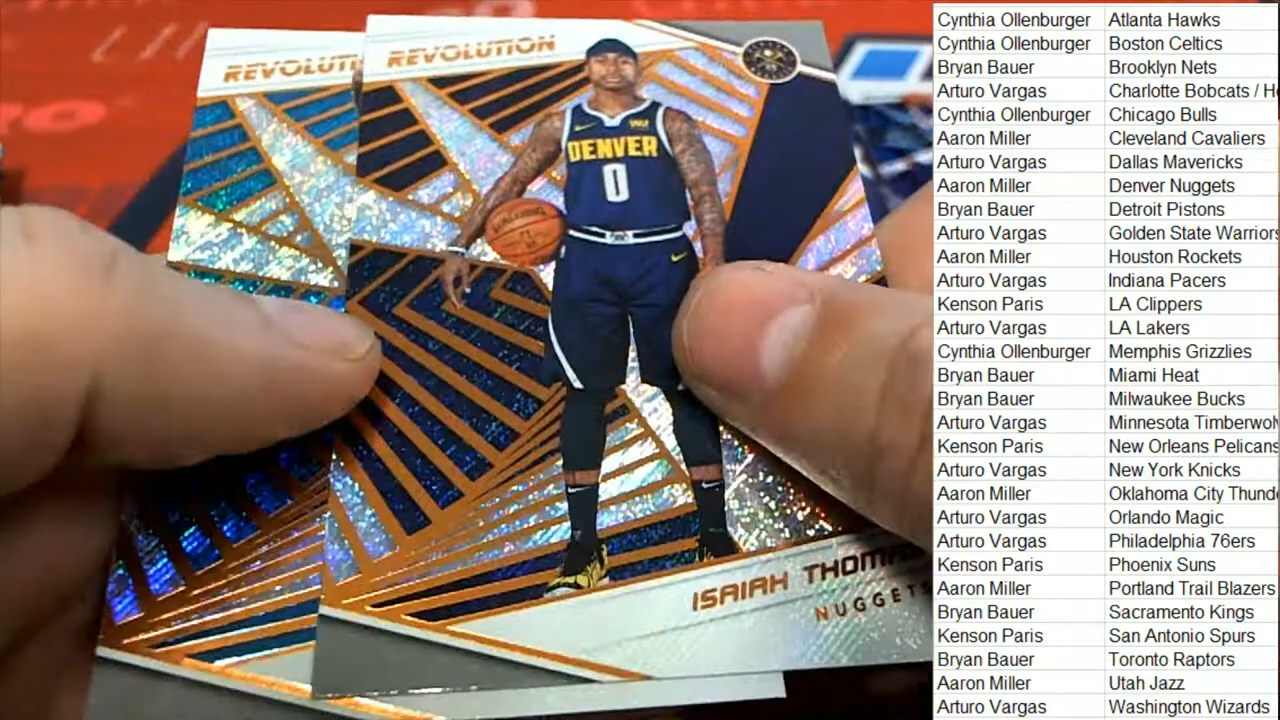 REVOLUTI
REVOLUTION
DENVER
0
SPALDING
ISAIAH THOMAS
NUGGETS
Cynthia Ollenburger Atlanta Hawks
Cynthia Ollenburger Boston Celtics
Bryan Bauer Brooklyn Nets
Arturo Vargas Charlotte Bobcats / Ho
Cynthia Ollenburger Chicago Bulls
Aaron Miller Cleveland Cavaliers
Arturo Vargas Dallas Mavericks
Aaron Miller Denver Nuggets
Bryan Bauer Detroit Pistons
Arturo Vargas Golden State Warriors
Aaron Miller Houston Rockets
Arturo Vargas Indiana Pacers
Kenson Paris LA Clippers
Arturo Vargas LA Lakers
Cynthia Ollenburger Memphis Grizzlies
Bryan Bauer Miami Heat
Bryan Bauer Milwaukee Bucks
Arturo Vargas Minnesota Timberwol
Kenson Paris New Orleans Pelicans
Arturo Vargas New York Knicks
Aaron Miller Oklahoma City Thund
Arturo Vargas Orlando Magic
Arturo Vargas Philadelphia 76ers
Kenson Paris Phoenix Suns
Aaron Miller Portland Trail Blazers
Bryan Bauer Sacramento Kings
Kenson Paris San Antonio Spurs
Bryan Bauer Toronto Raptors
Aaron Miller Utah Jazz
Arturo Vargas Washington Wizards